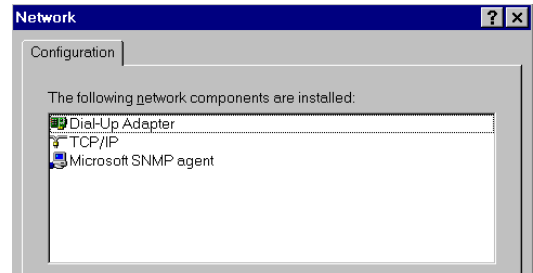 Network
Configuration
The following network components are installed:
Dial-Up Adapter
TCP/IP
Microsoft SNMP agent